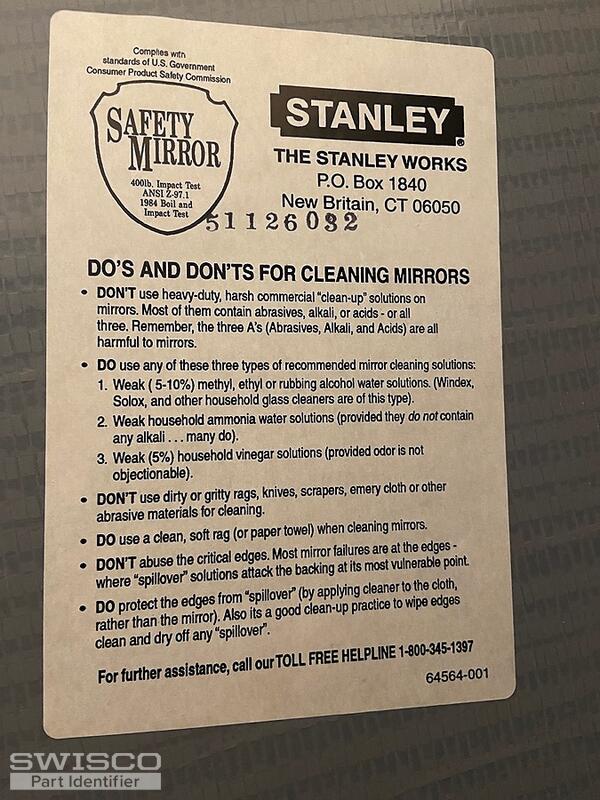 Complies with
standards of U.S. Government
Consumer Product Safety Commission
SAFETY
MIRROR
400lb. Impact Test
ANSI Z-97.1
1984 Boil and
Impact Test
STANLEY®
THE STANLEY WORKS
P.O. Box 1840
New Britain, CT 06050
51126032
DO'S AND DON'TS FOR CLEANING MIRRORS
• DON'T use heavy-duty, harsh commercial "clean-up" solutions on
mirrors. Most of them contain abrasives, alkali, or acids - or all
three. Remember, the three A's (Abrasives, Alkali, and Acids) are all
harmful to mirrors.
• DO use any of these three types of recommended mirror cleaning solutions:
1. Weak ( 5-10%) methyl, ethyl or rubbing alcohol water solutions. (Windex,
Solox, and other household glass cleaners are of this type).
2. Weak household ammonia water solutions (provided they do not contain
any alkali . . . many do).
3. Weak (5%) household vinegar solutions (provided odor is not
objectionable).
• DON'T use dirty or gritty rags, knives, scrapers, emery cloth or other
abrasive materials for cleaning.
• DO use a clean, soft rag (or paper towel) when cleaning mirrors.
• DON'T abuse the critical edges. Most mirror failures are at the edges -
where "spillover" solutions attack the backing at its most vulnerable point.
• DO protect the edges from "spillover" (by applying cleaner to the cloth,
rather than the mirror). Also its a good clean-up practice to wipe edges
clean and dry off any "spillover".
For further assistance, call our TOLL FREE HELPLINE 1-800-345-1397
64564-001
SWISCO
Part Identifier